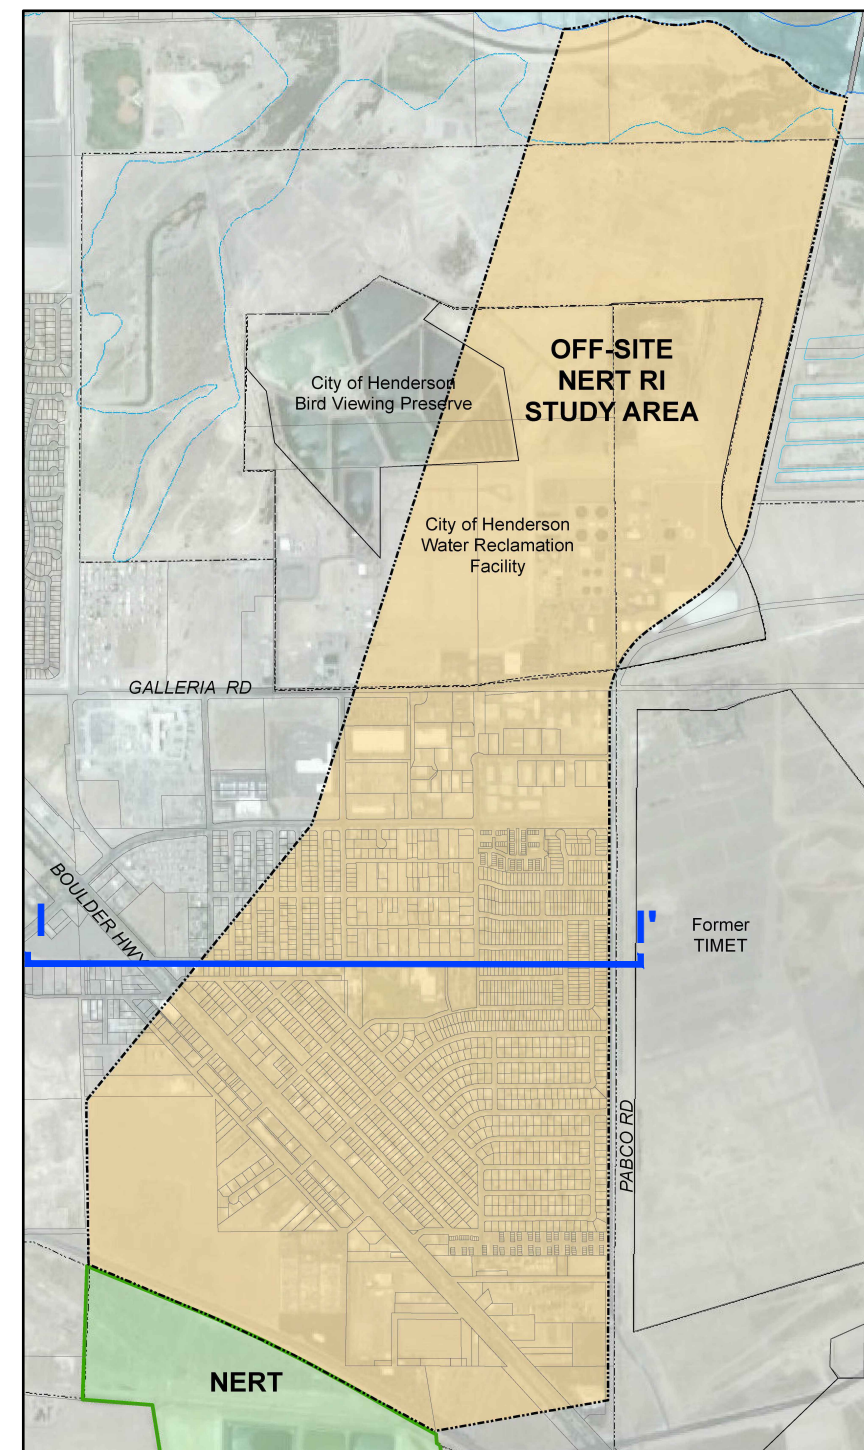 OFF-SITE
NERT RI
STUDY AREA
City of Henderson
Bird Viewing Preserve
City of Henderson
Water Reclamation
Facility
GALLERIA RD
BOULDER HWY
I
I'
Former
TIMET
PABCO RD
NERT